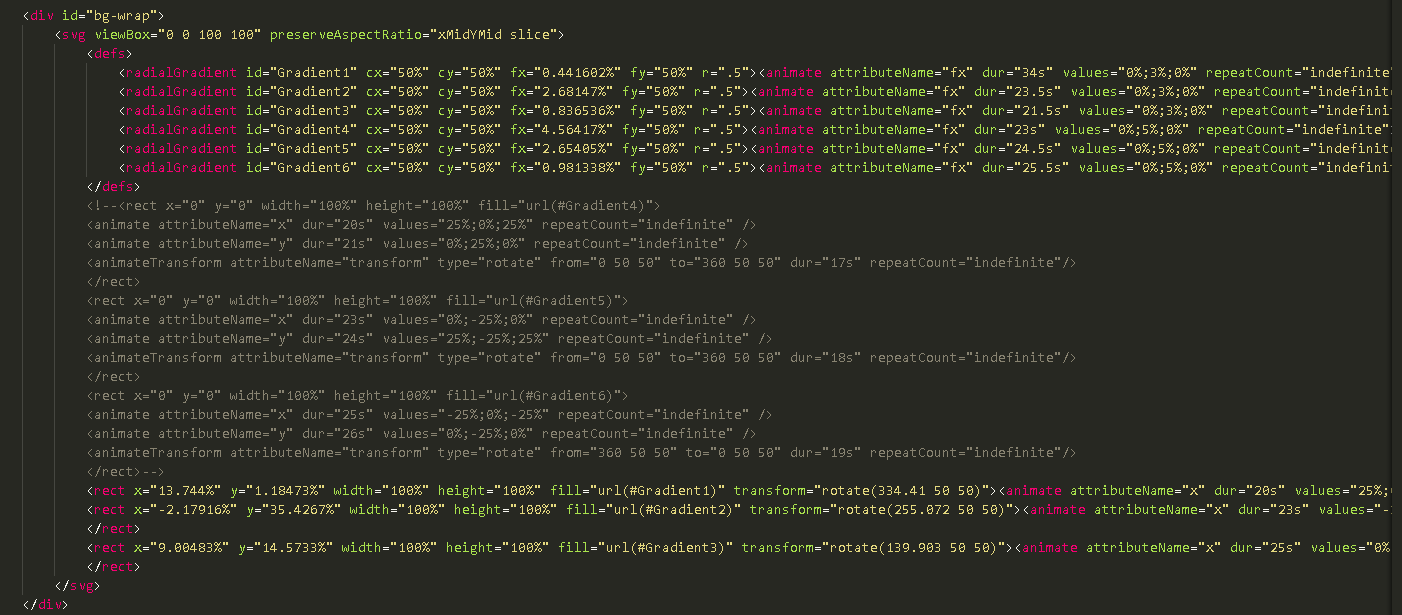 <div id="bg-wrap">
<svg viewBox="0 0 100 100" preserveAspectRatio="xMidYMid slice">
<defs>
<radialGradient id="Gradient1" cx="50%" cy="50%" fx="0.441602%" fy="50%" r=".5"><animate attributeName="fx" dur="34s" values="0%;3%;0%" repeatCount="indefinite"
<radialGradient id="Gradient2" cx="50%" cy="50%" fx="2.68147%" fy="50%" r=".5"><animate attributeName="fx" dur="23.5s" values="0%;3%;0%" repeatCount="indefinit
<radialGradient id="Gradient3" cx="50%" cy="50%" fx="0.836536%" fy="50%" r=".5"><animate attributeName="fx" dur="21.5s" values="0%;3%;0%" repeatCount="indefini
<radialGradient id="Gradient4" cx="50%" cy="50%" fx="4.56417%" fy="50%" r=".5"><animate attributeName="fx" dur="23s" values="0%;5%;0%" repeatCount="indefinite"
<radialGradient id="Gradient5" cx="50%" cy="50%" fx="2.65405%" fy="50%" r=".5"><animate attributeName="fx" dur="24.5s" values="0%;5%;0%" repeatCount="indefinit
<radialGradient id="Gradient6" cx="50%" cy="50%" fx="0.981338%" fy="50%" r=".5"><animate attributeName="fx" dur="25.5s" values="0%;5%;0%" repeatCount="indefini
</defs>
<!--<rect x="0" y="0" width="100%" height="100%" fill="url(#Gradient4)">
<animate attributeName="x" dur="20s" values="25%;0%;25%" repeatCount="indefinite" />
<animate attributeName="y" dur="21s" values="0%;25%;0%" repeatCount="indefinite" />
<animateTransform attributeName="transform" type="rotate" from="0 50 50" to="360 50 50" dur="17s" repeatCount="indefinite"/>
</rect>
<rect x="0" y="0" width="100%" height="100%" fill="url(#Gradient5)">
<animate attributeName="x" dur="23s" values="0%;-25%;0%" repeatCount="indefinite" />
<animate attributeName="y" dur="24s" values="25%;-25%;25%" repeatCount="indefinite" />
<animateTransform attributeName="transform" type="rotate" from="0 50 50" to="360 50 50" dur="18s" repeatCount="indefinite"/>
</rect>
<rect x="0" y="0" width="100%" height="100%" fill="url(#Gradient6)">
<animate attributeName="x" dur="25s" values="-25%;0%;-25%" repeatCount="indefinite" />
<animate attributeName="y" dur="26s" values="0%;-25%;0%" repeatCount="indefinite" />
<animateTransform attributeName="transform" type="rotate" from="360 50 50" to="0 50 50" dur="19s" repeatCount="indefinite"/>
</rect>-->
<rect x="13.744%" y="1.18473%" width="100%" height="100%" fill="url(#Gradient1)" transform="rotate(334.41 50 50)"><animate attributeName="x" dur="20s" values="25%;
<rect x="-2.17916%" y="35.4267%" width="100%" height="100%" fill="url(#Gradient2)" transform="rotate(255.072 50 50)"><animate attributeName="x" dur="23s" values="-
</rect>
<rect x="9.00483%" y="14.5733%" width="100%" height="100%" fill="url(#Gradient3)" transform="rotate(139.903 50 50)"><animate attributeName="x" dur="25s" values="0%
</rect>
</svg>
</div>